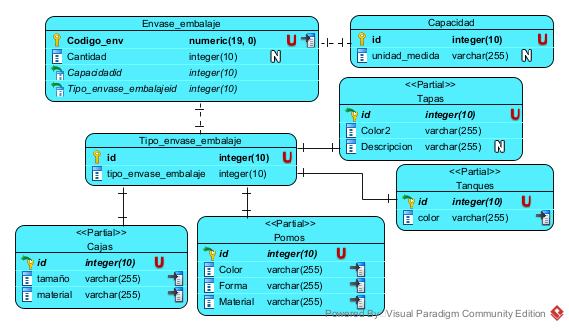 Envase_embalaje
Codigo_env numeric(19, 0) U
Cantidad integer(10) N
Capacidadid integer(10)
Tipo_envase_embalajeid integer(10)
Capacidad
id integer(10) U
unidad_medida varchar(255) N
<<Partial>>
Tapas
id integer(10) U
Color2 varchar(255)
Descripcion varchar(255) N
Tipo_envase_embalaje
id integer(10) U
tipo_envase_embalaje integer(10)
<<Partial>>
Tanques
id integer(10) U
color varchar(255)
<<Partial>>
Cajas
id integer(10) U
tamaño varchar(255)
material varchar(255)
<<Partial>>
Pomos
id integer(10) U
Color varchar(255)
Forma varchar(255)
Material varchar(255)
Powered By Visual Paradigm Community Edition